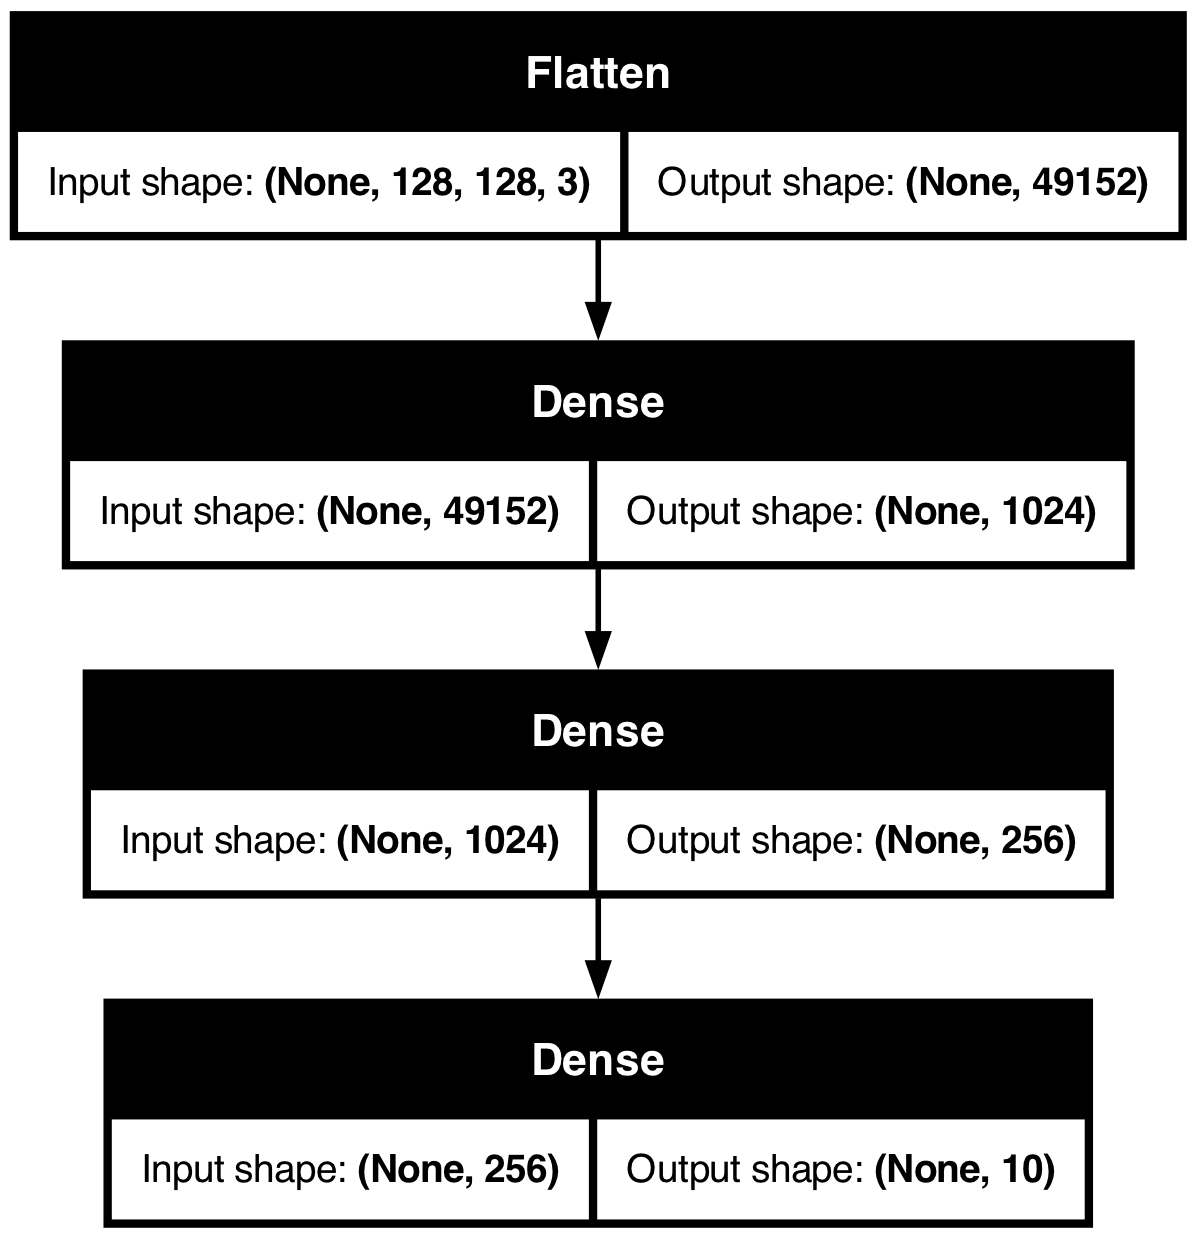 Flatten
Input shape: (None, 128, 128, 3) Output shape: (None, 49152)
Dense
Input shape: (None, 49152) Output shape: (None, 1024)
Dense
Input shape: (None, 1024) Output shape: (None, 256)
Dense
Input shape: (None, 256) Output shape: (None, 10)